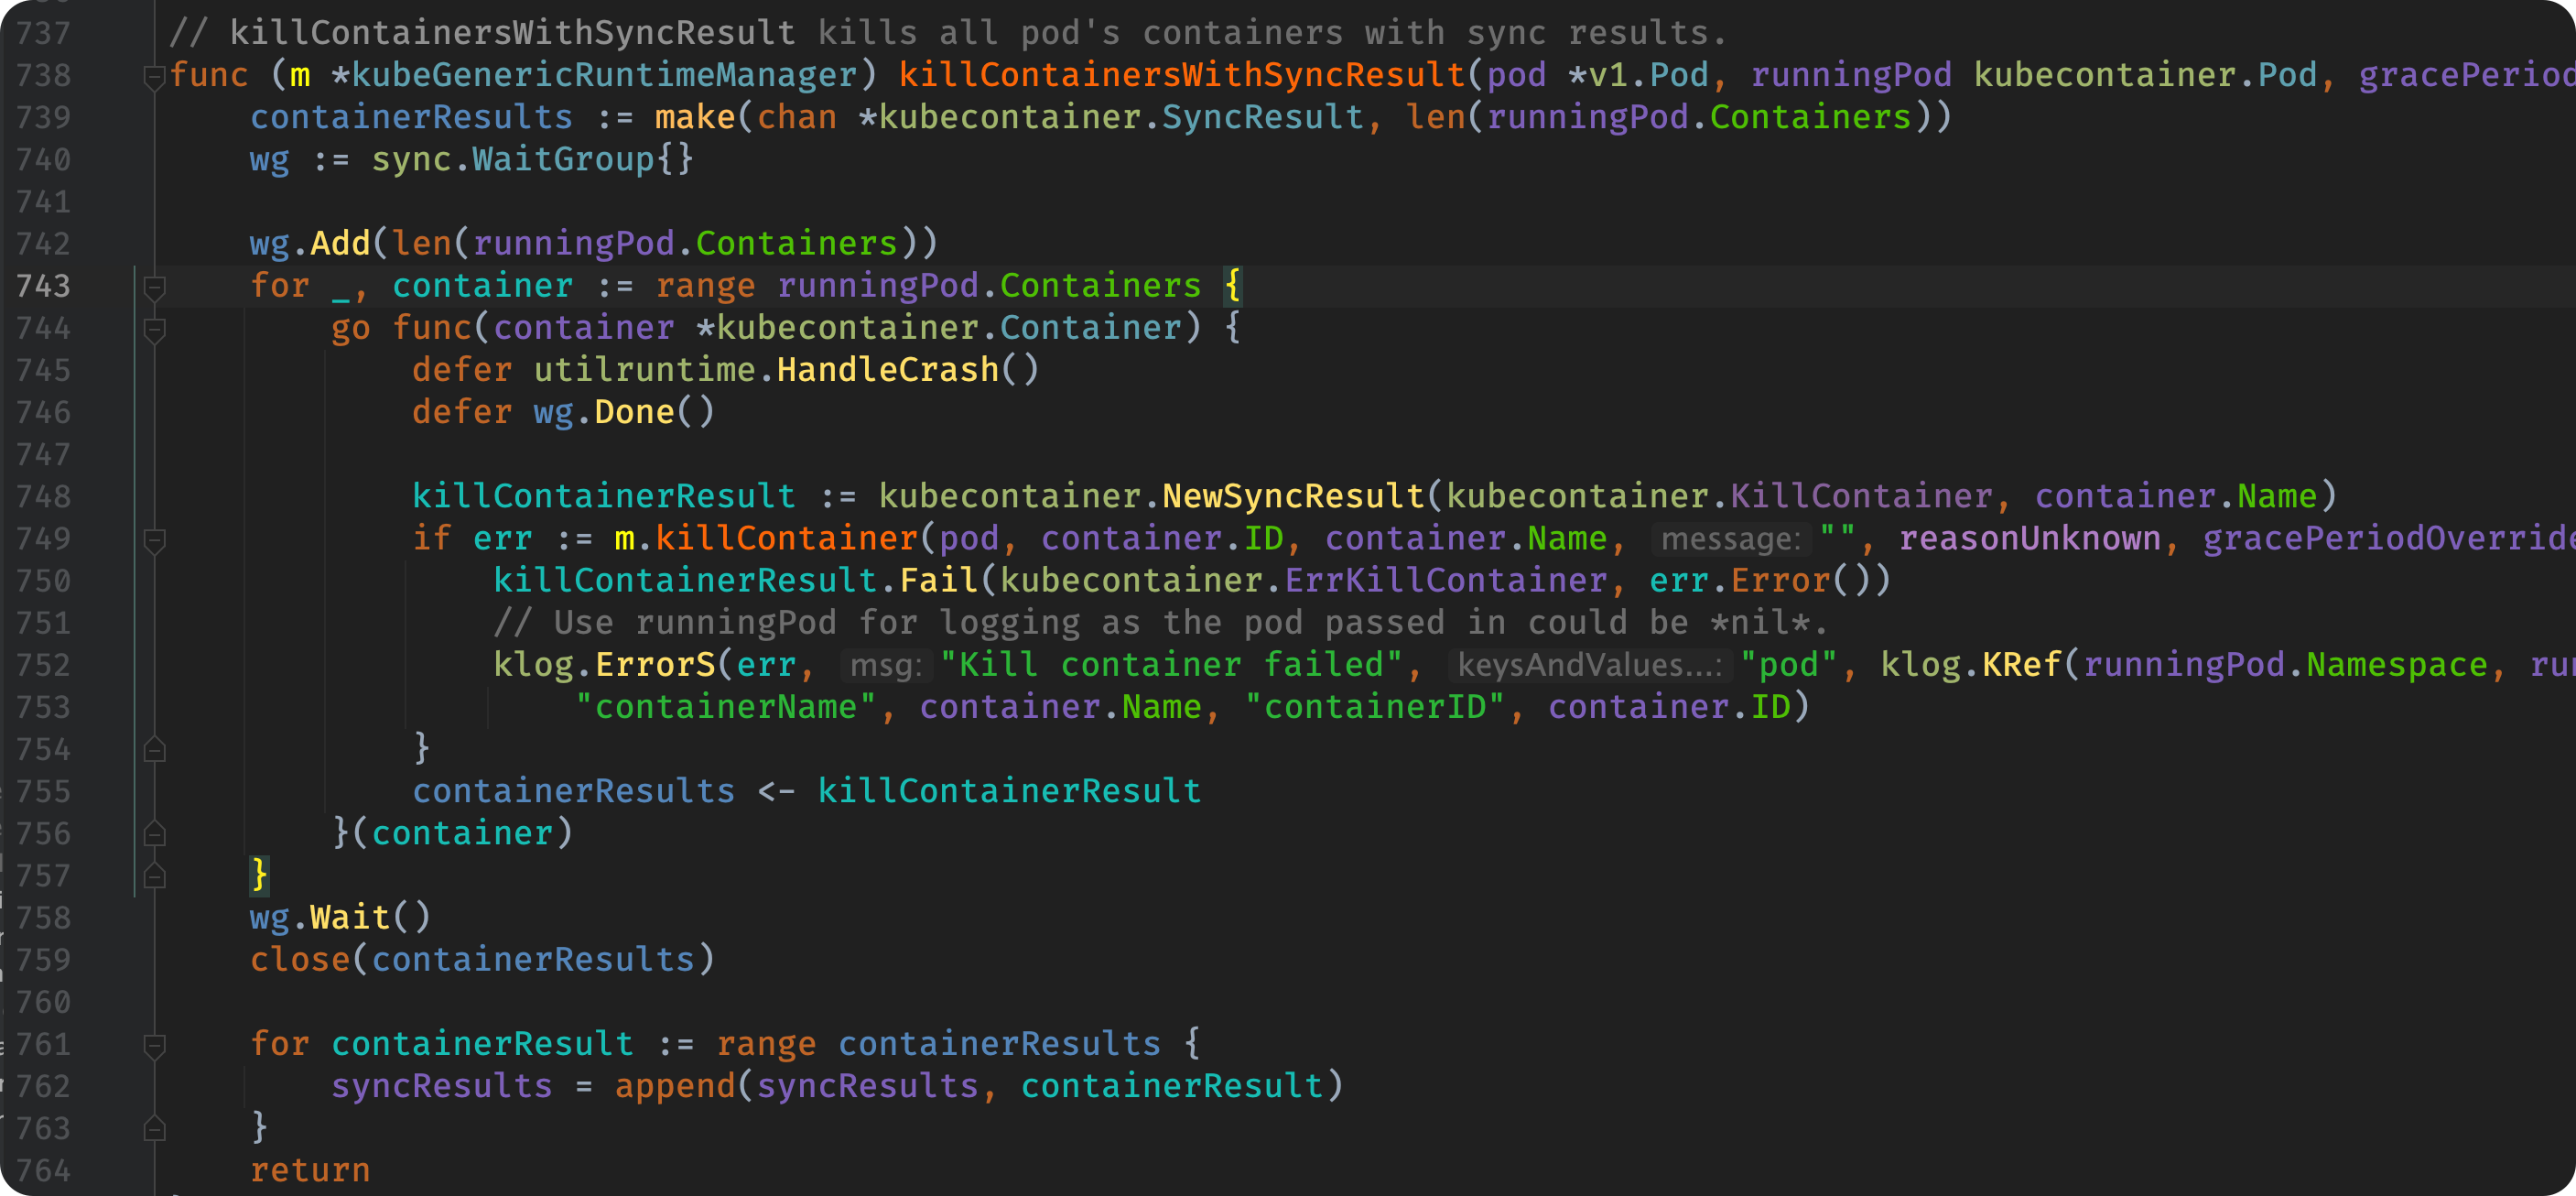 737 // killContainersWithSyncResult kills all pod's containers with sync results.
738 func (m *kubeGenericRuntimeManager) killContainersWithSyncResult(pod *v1.Pod, runningPod kubecontainer.Pod, gracePeriod
739 containerResults := make(chan *kubecontainer.SyncResult, len(runningPod.Containers))
740 wg := sync.WaitGroup{}
741
742 wg.Add(len(runningPod.Containers))
743 for _, container := range runningPod.Containers {
744 go func(container *kubecontainer.Container) {
745 defer utilruntime.HandleCrash()
746 defer wg.Done()
747
748 killContainerResult := kubecontainer.NewSyncResult(kubecontainer.KillContainer, container.Name)
749 if err := m.killContainer(pod, container.ID, container.Name, message: "", reasonUnknown, gracePeriodOverride
750 killContainerResult.Fail(kubecontainer.ErrKillContainer, err.Error())
751 // Use runningPod for logging as the pod passed in could be *nil*.
752 klog.ErrorS(err, msg: "Kill container failed", keysAndValues...: "pod", klog.KRef(runningPod.Namespace, ru
753 "containerName", container.Name, "containerID", container.ID)
754 }
755 containerResults <- killContainerResult
756 }(container)
757 }
758 wg.Wait()
759 close(containerResults)
760
761 for containerResult := range containerResults {
762 syncResults = append(syncResults, containerResult)
763 }
764 return